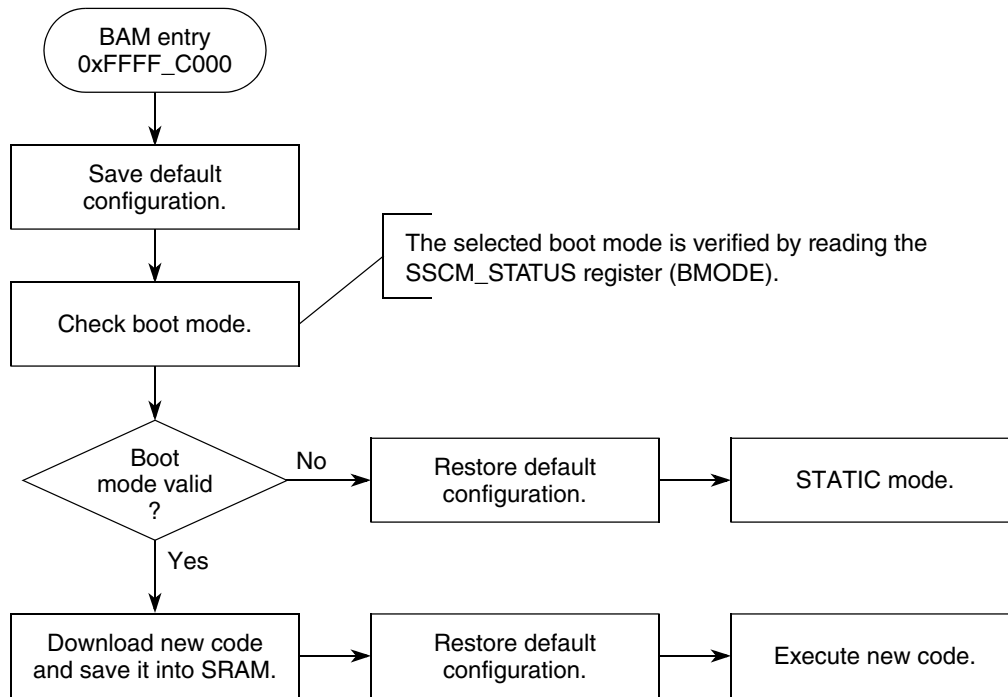 BAM entry
0xFFFF_C000
Save default
configuration.
The selected boot mode is verified by reading the
SSCM_STATUS register (BMODE).
Check boot mode.
Boot
mode valid
?
No
Restore default
configuration.
STATIC mode.
Yes
Download new code
and save it into SRAM.
Restore default
configuration.
Execute new code.